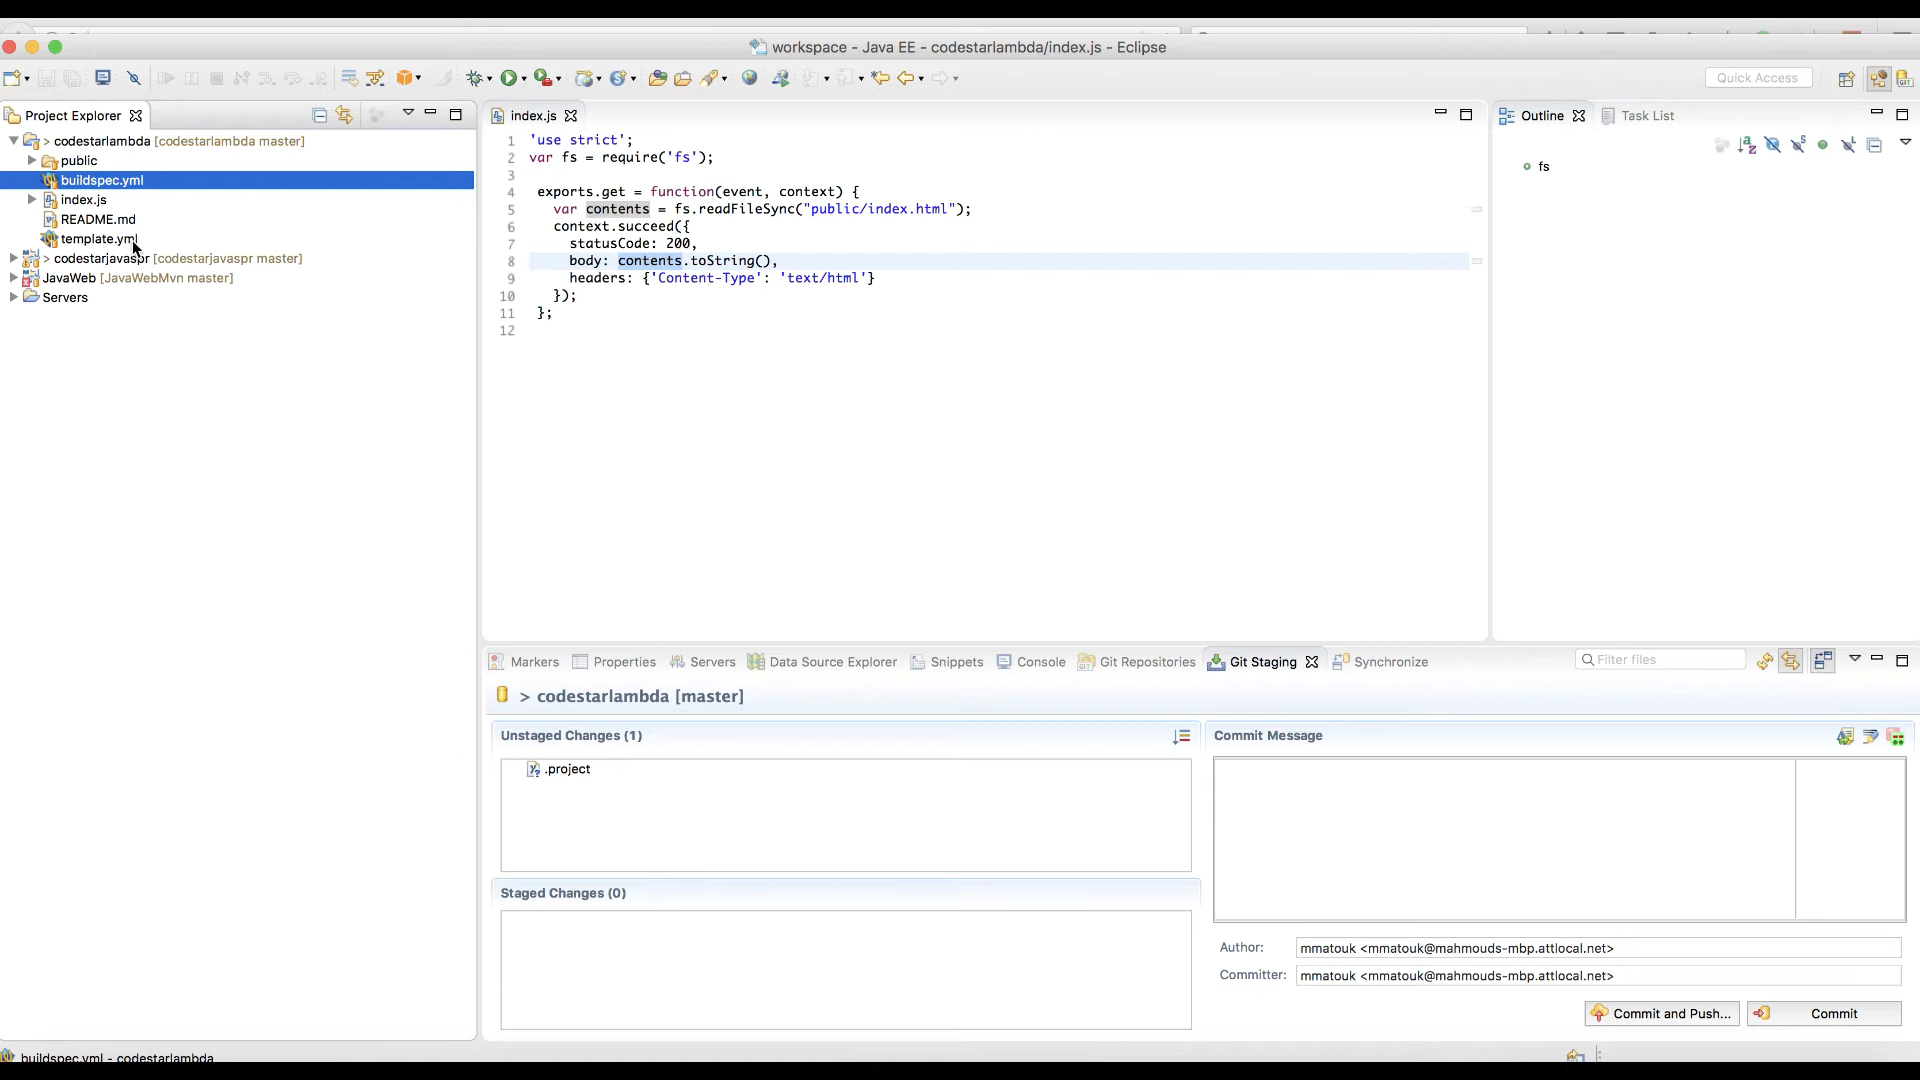 workspace - Java EE - codestarlambda/index.js - Eclipse
Quick Access
Project Explorer
> codestarlambda [codestarlambda master]
public
buildspec.yml
index.js
README.md
template.yml
> codestarjavaspr [codestarjavaspr master]
JavaWeb [JavaWebMvn master]
Servers
index.js
1 'use strict';
2 var fs = require('fs');
3
4 exports.get = function(event, context) {
5 var contents = fs.readFileSync("public/index.html");
6 context.succeed({
7 statusCode: 200,
8 body: contents.toString(),
9 headers: {'Content-Type': 'text/html'}
10 });
11 };
12
Outline
Task List
fs
Markers
Properties
Servers
Data Source Explorer
Snippets
Console
Git Repositories
Git Staging
Synchronize
Filter files
> codestarlambda [master]
Unstaged Changes (1)
.project
Staged Changes (0)
Commit Message
Author: mmatouk <mmatouk@mahmouds-mbp.attlocal.net>
Committer: mmatouk <mmatouk@mahmouds-mbp.attlocal.net>
Commit and Push...
Commit
buildspec.yml - codestarlambda